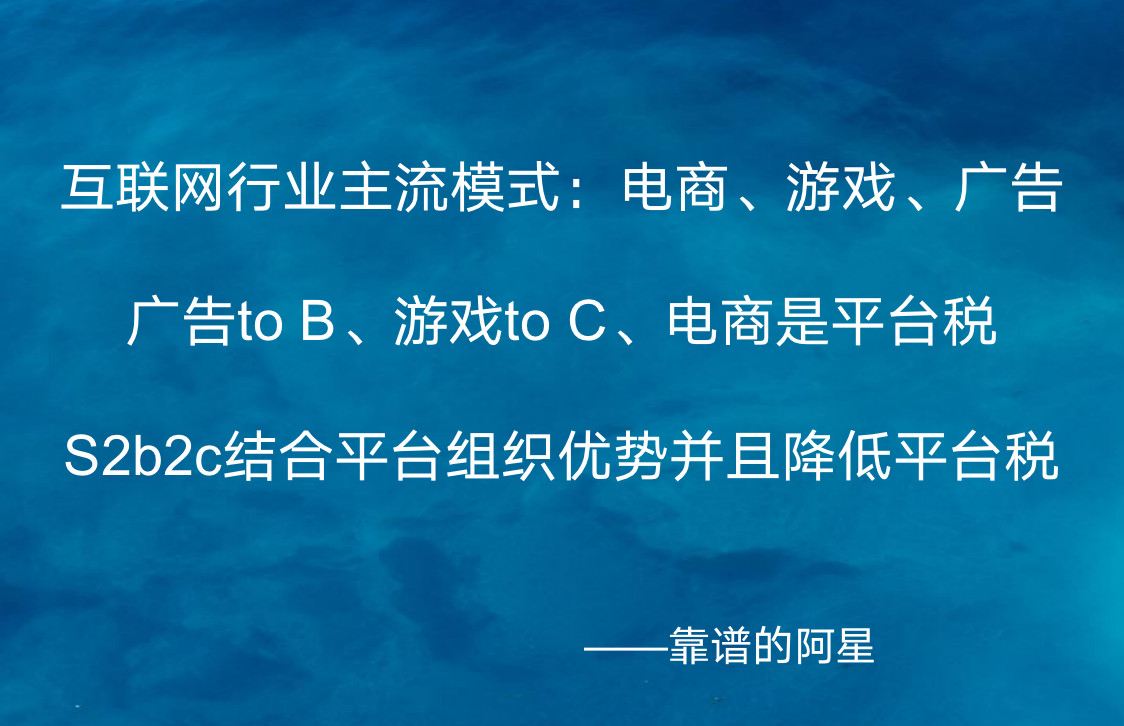 互联网行业主流模式：电商、游戏、广告
广告to B、游戏to C、电商是平台税
S2b2c结合平台组织优势并且降低平台税
——靠谱的阿星